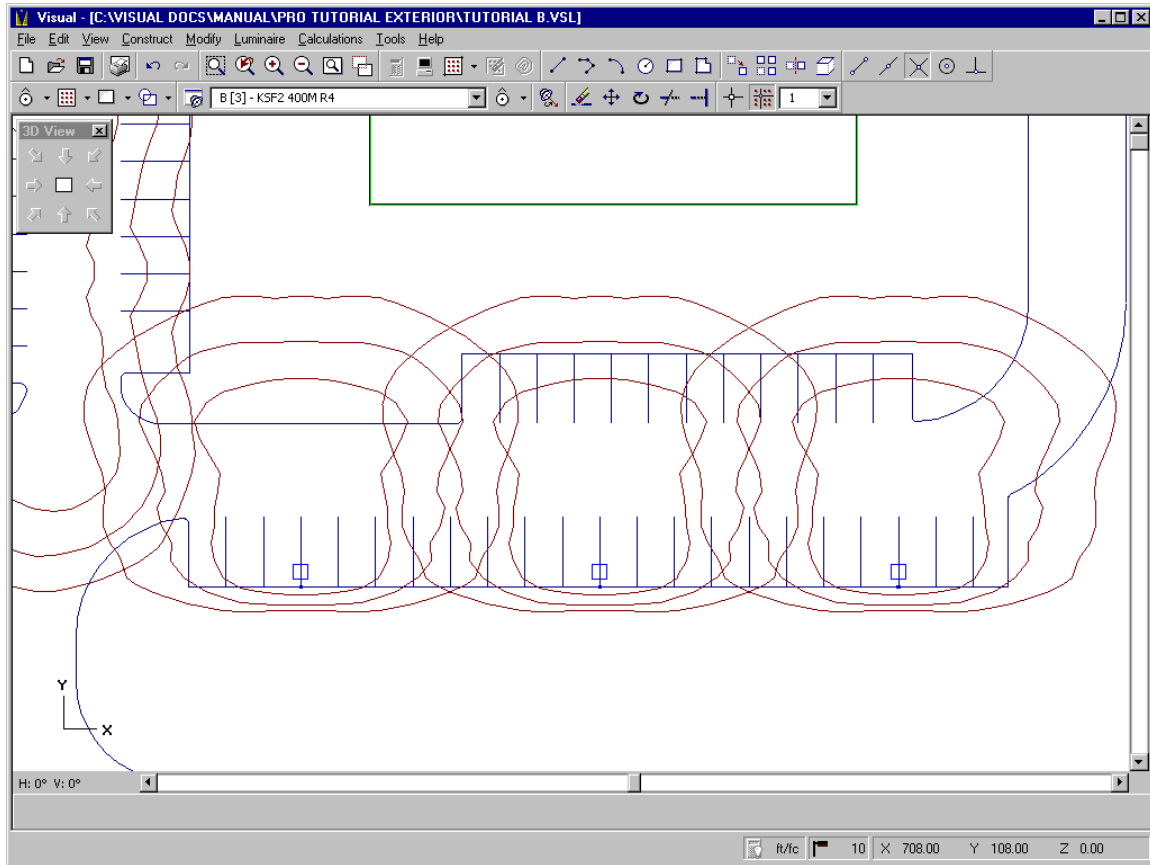 Visual - [C:\VISUAL DOCS\MANUAL\PRO TUTORIAL EXTERIOR\TUTORIAL B.VSL]
File Edit View Construct Modify Luminaire Calculations Tools Help
B [3] - KSF2 400M R4 1
3D View
Y
X
H: 0° V: 0°
ft/fc 10 X 708.00 Y 108.00 Z 0.00